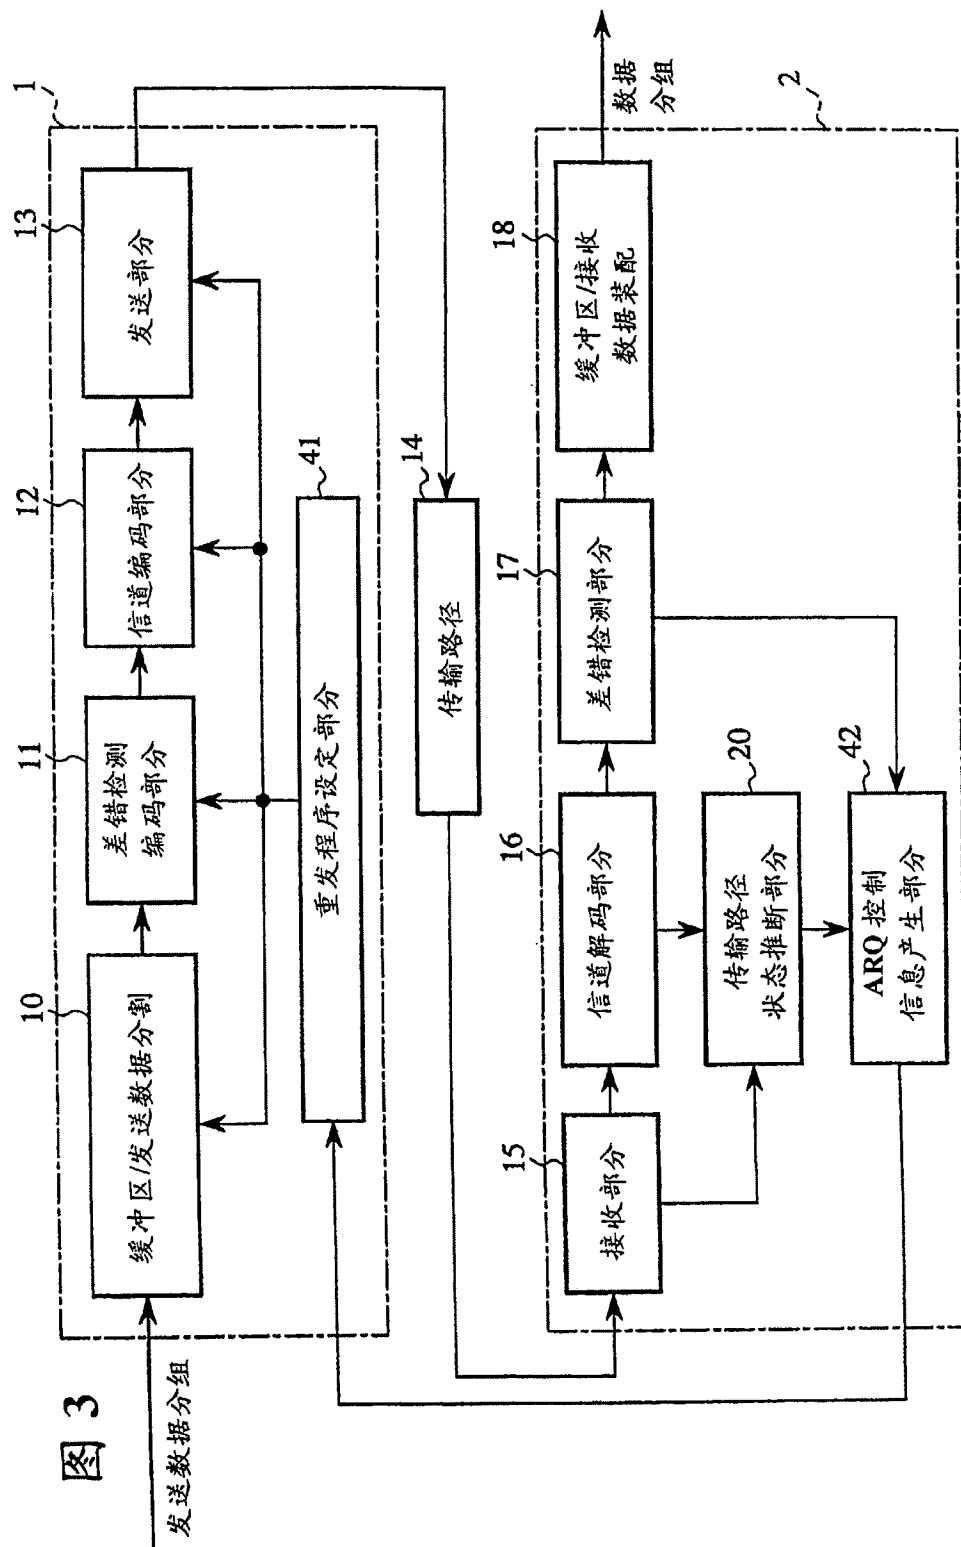 图 3
发送数据分组
1
10
缓冲区/发送数据分割
11
差错检测
编码部分
12
信道编码部分
13
发送部分
41
重发程序设定部分
14
传输路径
2
15
接收部分
16
信道解码部分
17
差错检测部分
18
缓冲区/接收
数据装配
数据
分组
20
传输路径
状态推断部分
42
ARQ 控制
信息产生部分